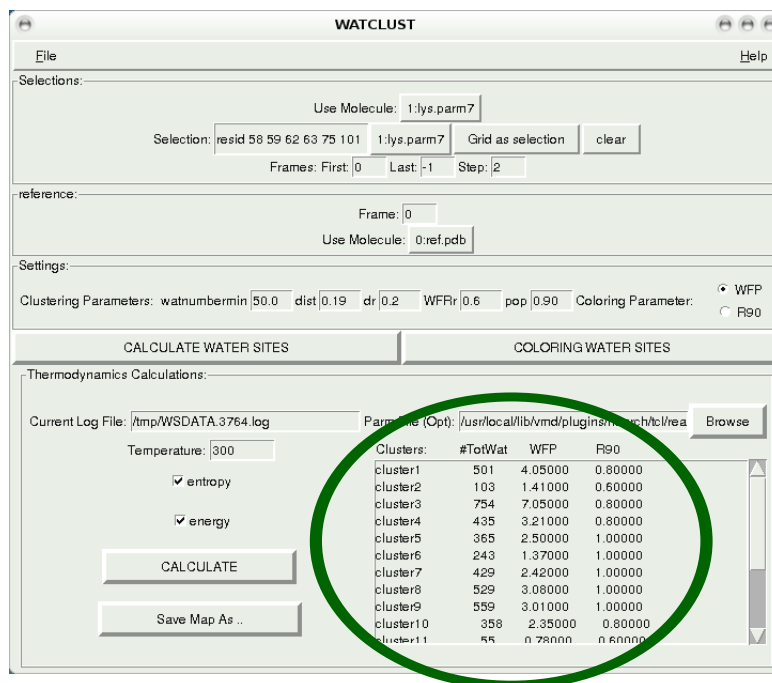 WATCLUST
File Help
Selections:
Use Molecule: 1:lys.parm7
Selection: resid 58 59 62 63 75 101 1:lys.parm7 Grid as selection clear
Frames: First: 0 Last: -1 Step: 2
reference:
Frame: 0
Use Molecule: 0:ref.pdb
Settings:
Clustering Parameters: watnumbermin 50.0 dist 0.19 dr 0.2 WFRr 0.6 pop 0.90 Coloring Parameter: WFP
R90
CALCULATE WATER SITES COLORING WATER SITES
Thermodynamics Calculations:
Current Log File: /tmp/WSDATA.3764.log (Opt): /usr/local/lib/vmd/plugins/ Browse
Temperature: 300 Clusters: #TotWat WFP R90
cluster1 501 4.05000 0.80000
entropy cluster2 103 1.41000 0.60000
cluster3 754 7.05000 0.80000
energy cluster4 435 3.21000 0.80000
cluster5 365 2.50000 1.00000
cluster6 243 1.37000 1.00000
CALCULATE cluster7 429 2.42000 1.00000
cluster8 529 3.08000 1.00000
cluster9 559 3.01000 1.00000
Save Map As .. cluster10 358 2.35000 0.80000
cluster11 55 0.78000 0.60000